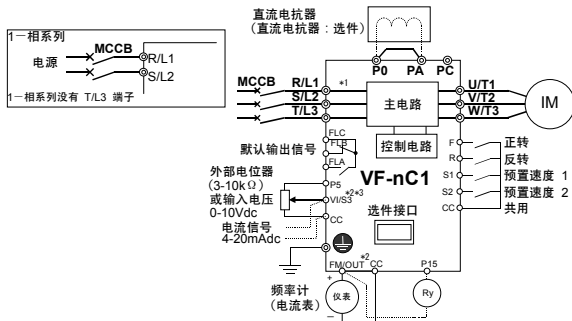 1一相系列
MCCB
电源
R/L1
S/L2
1一相系列没有 T/L3 端子
直流电抗器
(直流电抗器：选件)
P0 PA PC
MCCB R/L1 *1
S/L2
T/L3
主电路
U/T1
V/T2
W/T3
IM
控制电路
FLC
FLB
FLA
默认输出信号
VF-nC1
F 正转
R 反转
S1 预置速度 1
S2 预置速度 2
CC 共用
外部电位器
(3-10kΩ)
或输入电压
0-10Vdc
电流信号
4-20mAdc
P5
VI/S3 *2*3
CC
选件接口
FM/OUT *2 CC P15
+
频率计
(电流表)
仪表
−
Ry